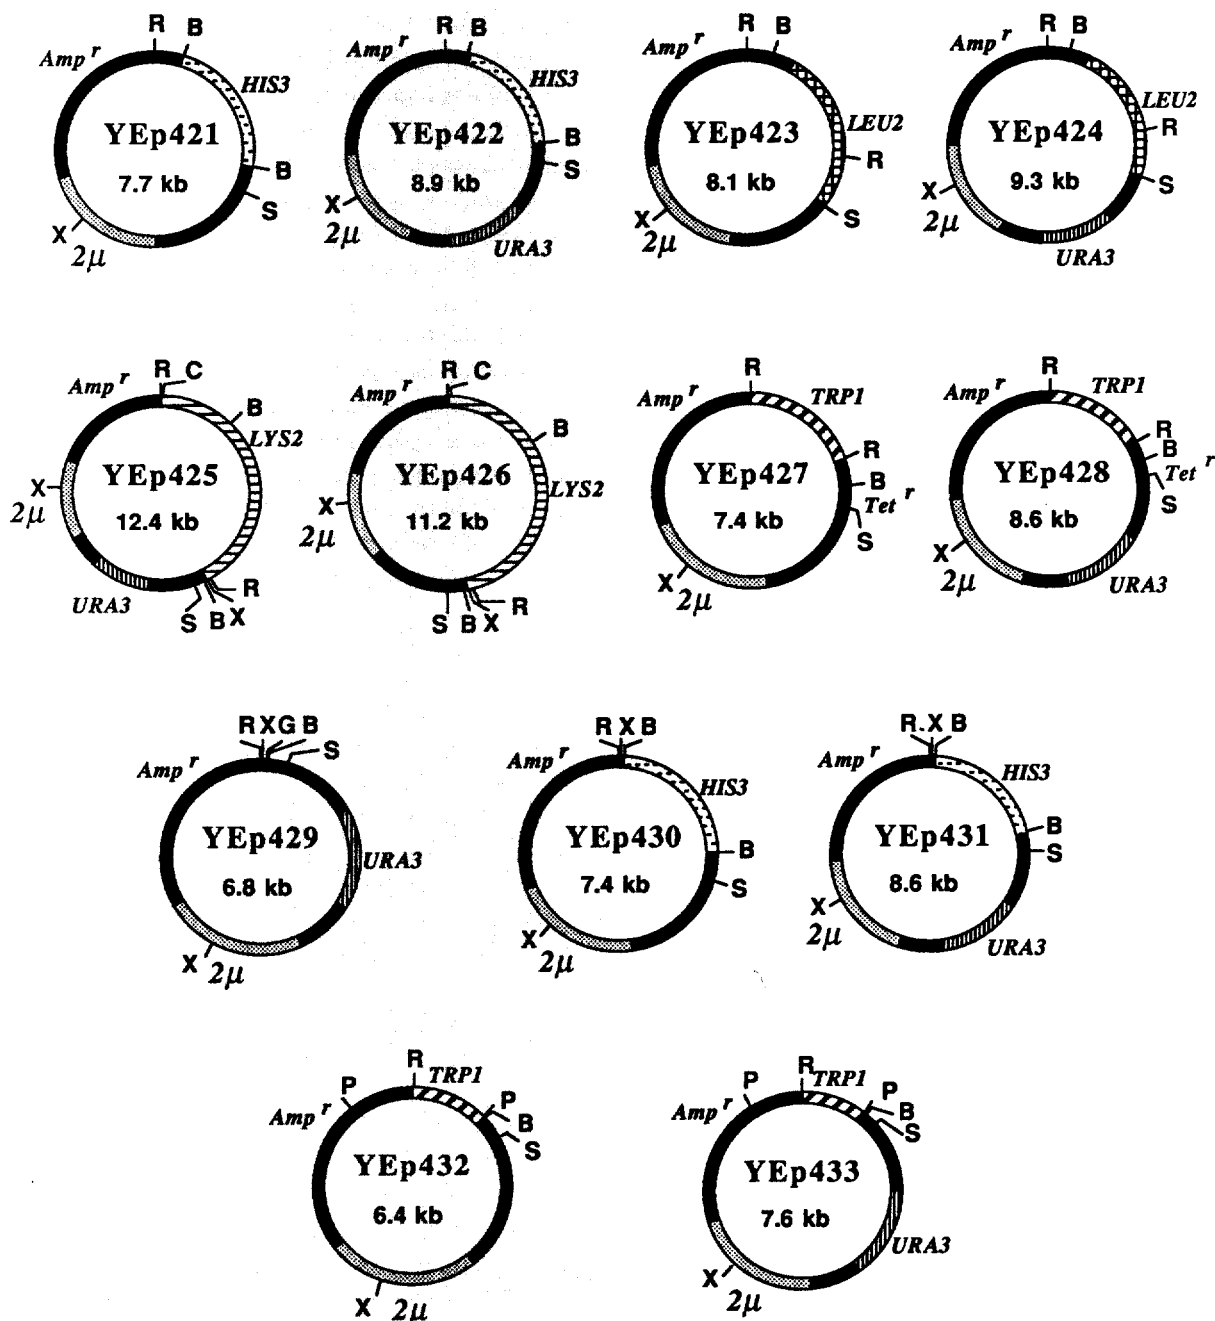 R B R B R B R B
Amp r Amp r Amp r Amp r
HIS3 HIS3 LEU2 LEU2
YEp421 YEp422 YEp423 YEp424
7.7 kb 8.9 kb 8.1 kb 9.3 kb
B B R R
S S S S
X X X X
2μ 2μ 2μ 2μ
URA3 URA3
R C R C R R
Amp r Amp r Amp r Amp r
TRP1 TRP1
B B R R
LYS2 LYS2 B B
YEp425 YEp426 YEp427 YEp428
Tet r Tet r
12.4 kb 11.2 kb 7.4 kb 8.6 kb
X X S S
2μ 2μ X X
URA3 2μ 2μ URA3
R R
S B X S B X
R X G B S R X B R X B
Amp r Amp r Amp r
HIS3 HIS3
YEp429 YEp430 YEp431
URA3 B B
6.8 kb 7.4 kb 8.6 kb
S S
X 2μ X 2μ X 2μ URA3
R R
P TRP1 P P TRP1 P
Amp r B Amp r B
S S
YEp432 YEp433
6.4 kb 7.6 kb
URA3
X 2μ X 2μ